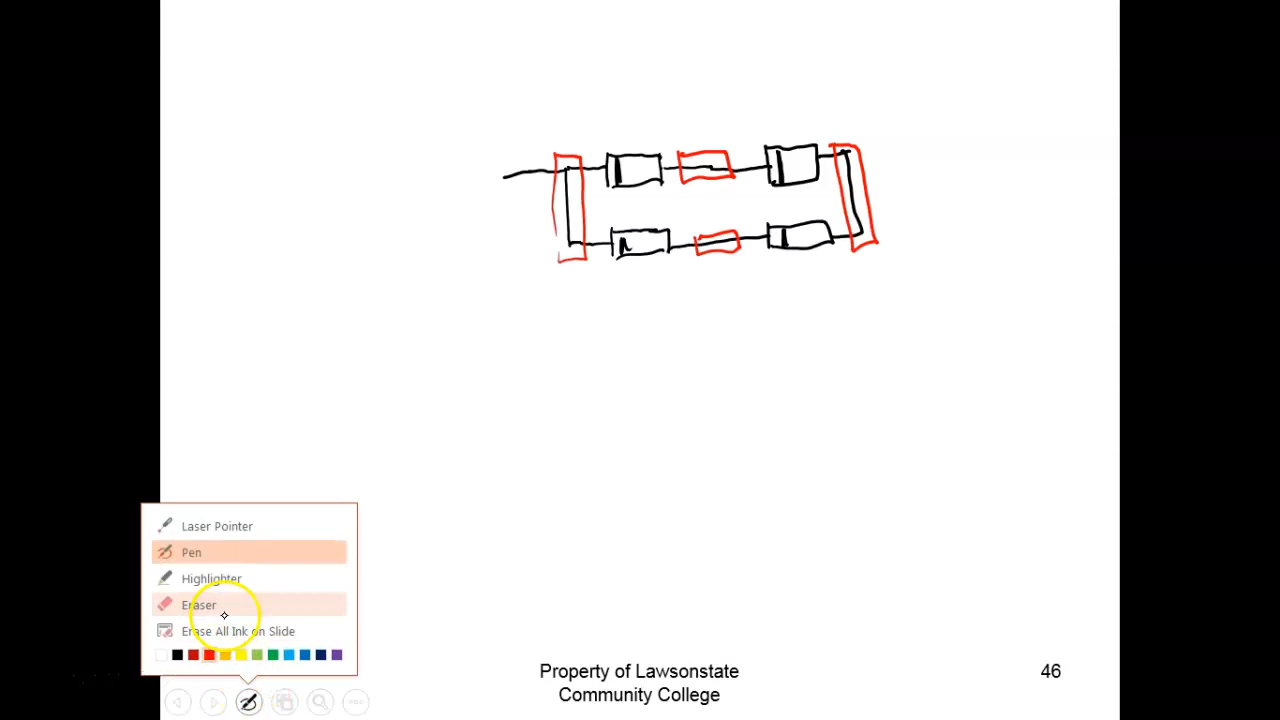 Laser Pointer
Pen
Highlighter
Eraser
Erase All Ink on Slide
Property of Lawsonstate
Community College
46